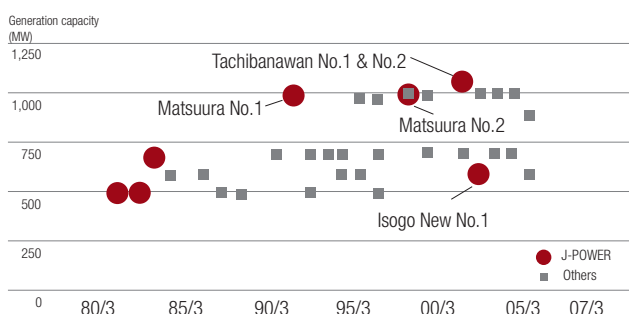 Generation capacity
(MW)
1,250
Tachibanawan No.1 & No.2
1,000
Matsuura No.1
Matsuura No.2
750
500
Isogo New No.1
250
J-POWER
Others
0
80/3 85/3 90/3 95/3 00/3 05/3 07/3